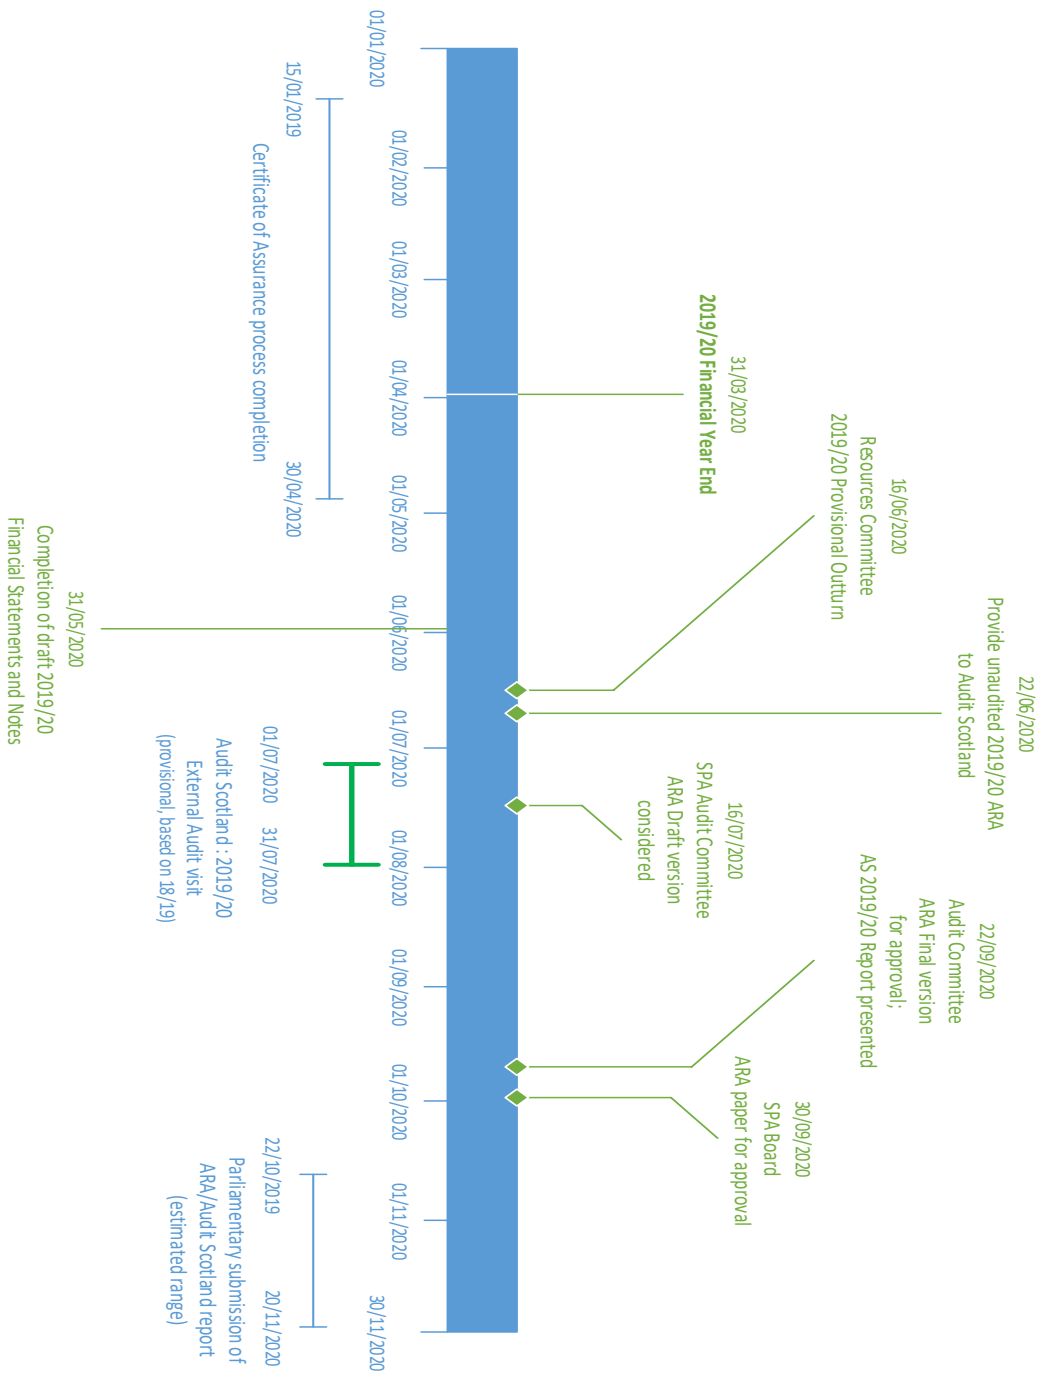 22/06/2020
Provide unaudited 2019/20 ARA
to Audit Scotland
22/09/2020
Audit Committee
ARA Final version
for approval;
AS 2019/20 Report presented
16/06/2020
Resources Committee
2019/20 Provisional Outturn
30/09/2020
SPA Board
ARA paper for approval
31/03/2020
2019/20 Financial Year End
16/07/2020
SPA Audit Committee
ARA Draft version
considered
01/01/2020
01/02/2020
01/03/2020
01/04/2020
01/05/2020
01/06/2020
01/07/2020
01/08/2020
01/09/2020
01/10/2020
01/11/2020
30/11/2020
15/01/2019
30/04/2020
Certificate of Assurance process completion
01/07/2020
31/07/2020
Audit Scotland : 2019/20
External Audit visit
(provisional, based on 18/19)
22/10/2019
20/11/2020
Parliamentary submission of
ARA/Audit Scotland report
(estimated range)
31/05/2020
Completion of draft 2019/20
Financial Statements and Notes